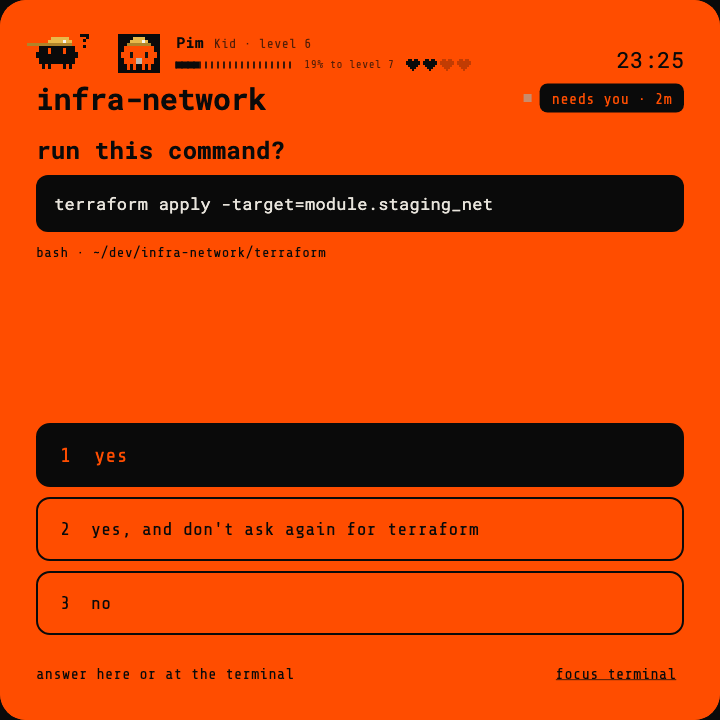 Pim Kid · level 6
19% to level 7
23:25
infra-network
needs you · 2m
run this command?
terraform apply -target=module.staging_net
bash · ~/dev/infra-network/terraform
1 yes
2 yes, and don't ask again for terraform
3 no
answer here or at the terminal
focus terminal